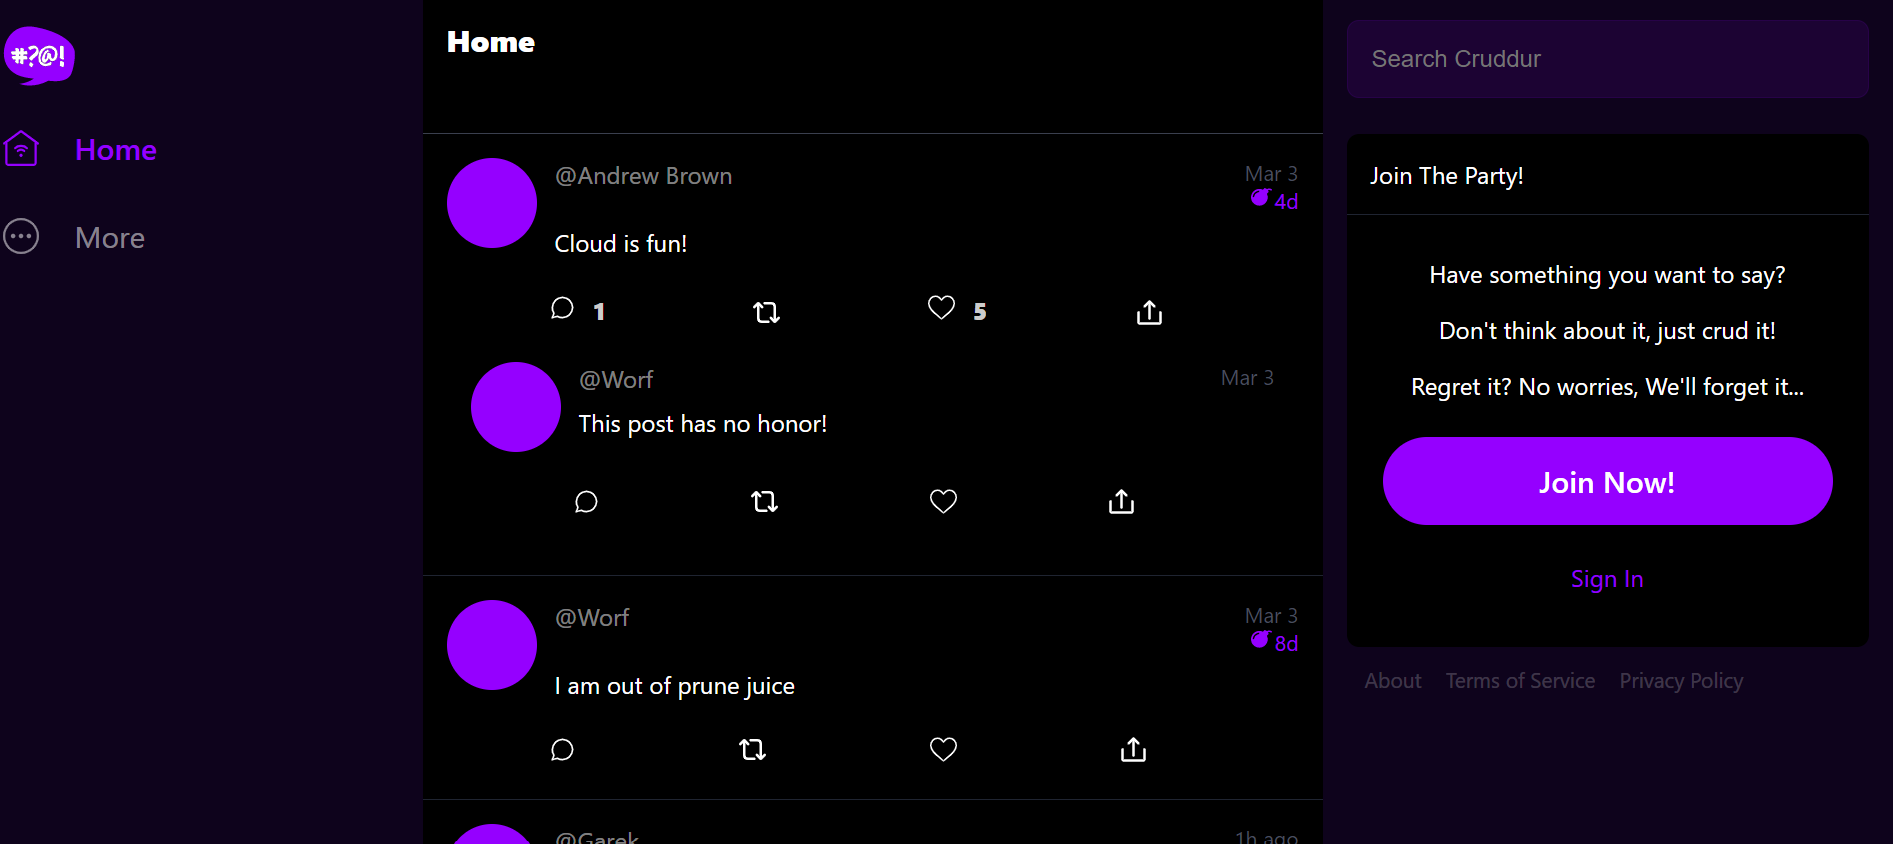 #?@!
Home
More
Home
@Andrew Brown
Mar 3
4d
Cloud is fun!
1
5
@Worf
Mar 3
This post has no honor!
@Worf
Mar 3
8d
I am out of prune juice
@Garek
1h ago
Search Cruddur
Join The Party!
Have something you want to say?
Don't think about it, just crud it!
Regret it? No worries, We'll forget it...
Join Now!
Sign In
About Terms of Service Privacy Policy